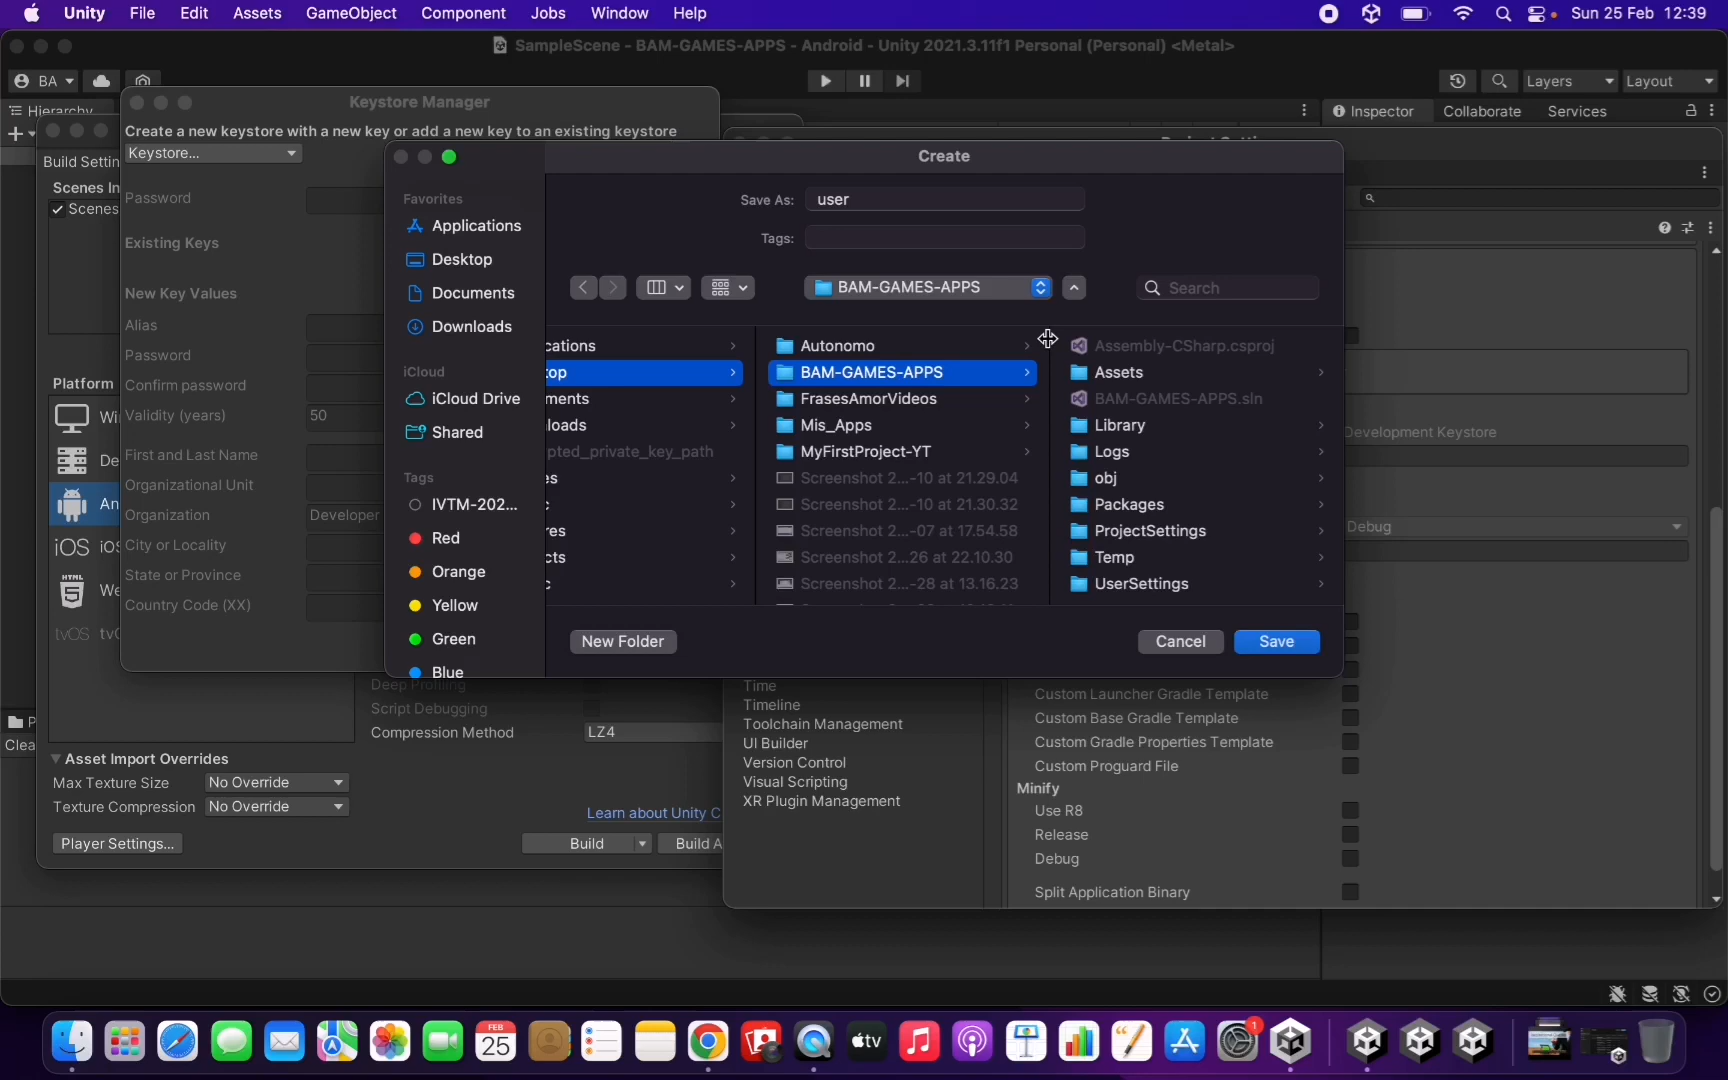 Unity File Edit Assets GameObject Component Jobs Window Help Sun 25 Feb 12:39
SampleScene - BAM-GAMES-APPS - Android - Unity 2021.3.11f1 Personal (Personal) <Metal>
BA Layers Layout
Hierarchy Inspector Collaborate Services
Keystore Manager
Create a new keystore with a new key or add a new key to an existing keystore
Keystore...
Password
Existing Keys
New Key Values
Alias
Password
Confirm password
Validity (years) 50
First and Last Name
Organizational Unit
Organization Developer
City or Locality
State or Province
Country Code (XX)
Build Settin
Scenes In
Scenes
Platform
Wi
De
An
iOS iOS
HTML
We
tvOS tv
Create
Save As: user
Tags:
BAM-GAMES-APPS
Search
Favorites
Applications
Desktop
Documents
Downloads
iCloud
iCloud Drive
Shared
Tags
IVTM-202...
Red
Orange
Yellow
Green
Blue
cations
top
ments
loads
pted_private_key_path
es
c
res
cts
c
Autonomo
BAM-GAMES-APPS
FrasesAmorVideos
Mis_Apps
MyFirstProject-YT
Screenshot 2...-10 at 21.29.04
Screenshot 2...-10 at 21.30.32
Screenshot 2...-07 at 17.54.58
Screenshot 2...26 at 22.10.30
Screenshot 2...-28 at 13.16.23
Assembly-CSharp.csproj
Assets
BAM-GAMES-APPS.sln
Library
Logs
obj
Packages
ProjectSettings
Temp
UserSettings
New Folder Cancel Save
Development Keystore
Debug
Deep Profiling
Script Debugging
Compression Method LZ4
Asset Import Overrides
Max Texture Size No Override
Texture Compression No Override
Learn about Unity C
Player Settings... Build Build A
Time
Timeline
Toolchain Management
UI Builder
Version Control
Visual Scripting
XR Plugin Management
Custom Launcher Gradle Template
Custom Base Gradle Template
Custom Gradle Properties Template
Custom Proguard File
Minify
Use R8
Release
Debug
Split Application Binary
P
Clea
FEB
25
tv
1